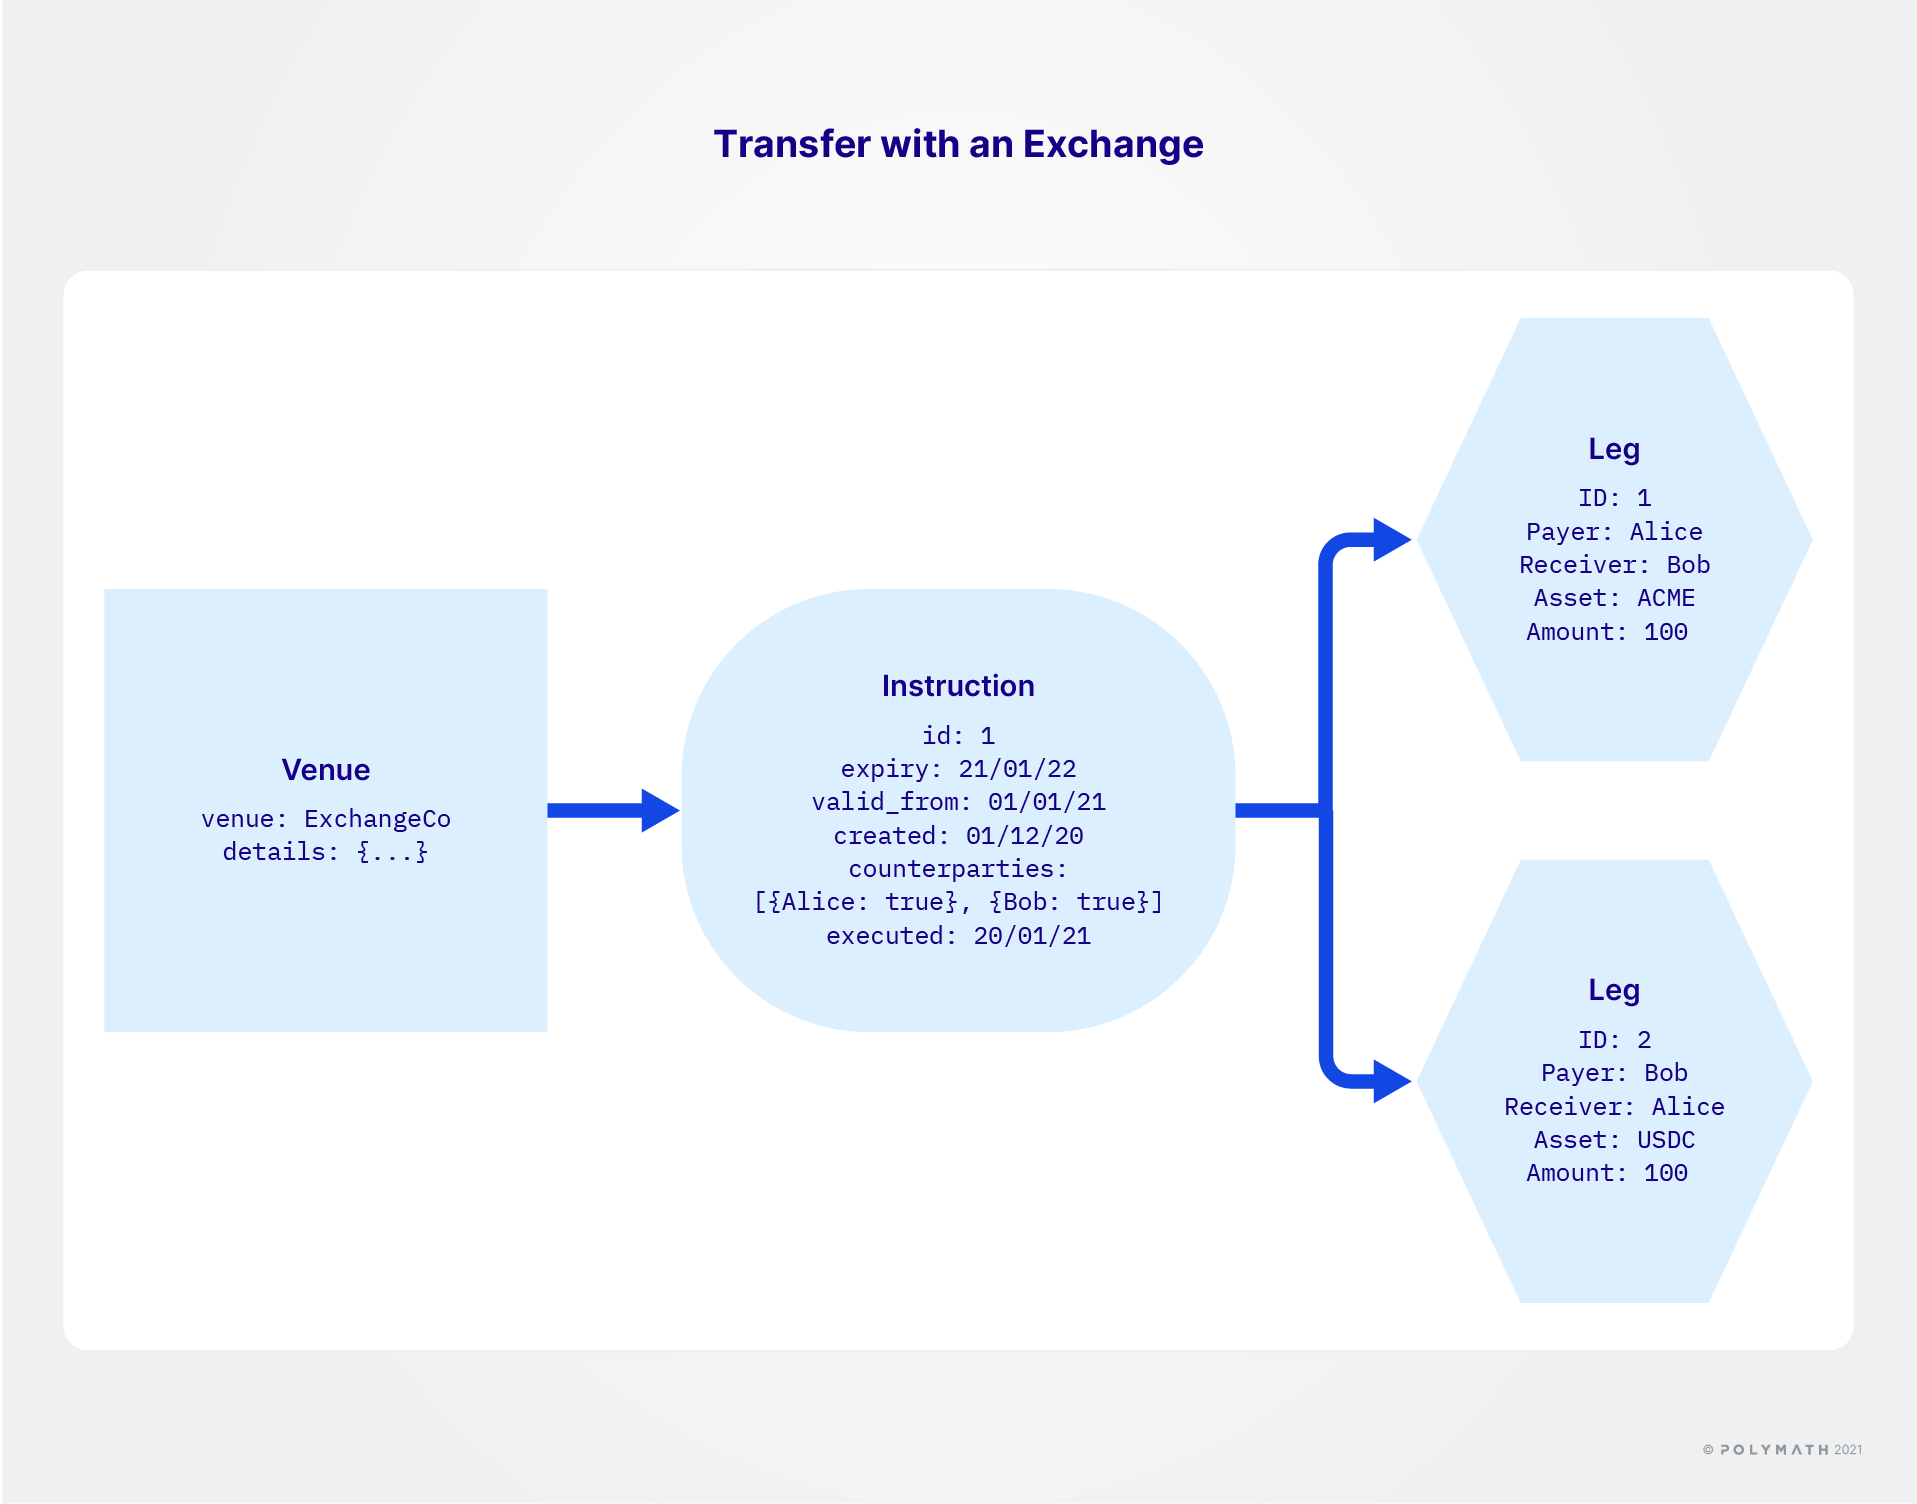 Transfer with an Exchange
Venue
venue: ExchangeCo
details: {...}
Instruction
id: 1
expiry: 21/01/22
valid_from: 01/01/21
created: 01/12/20
counterparties:
[{Alice: true}, {Bob: true}]
executed: 20/01/21
Leg
ID: 1
Payer: Alice
Receiver: Bob
Asset: ACME
Amount: 100
Leg
ID: 2
Payer: Bob
Receiver: Alice
Asset: USDC
Amount: 100
© POLYMATH 2021